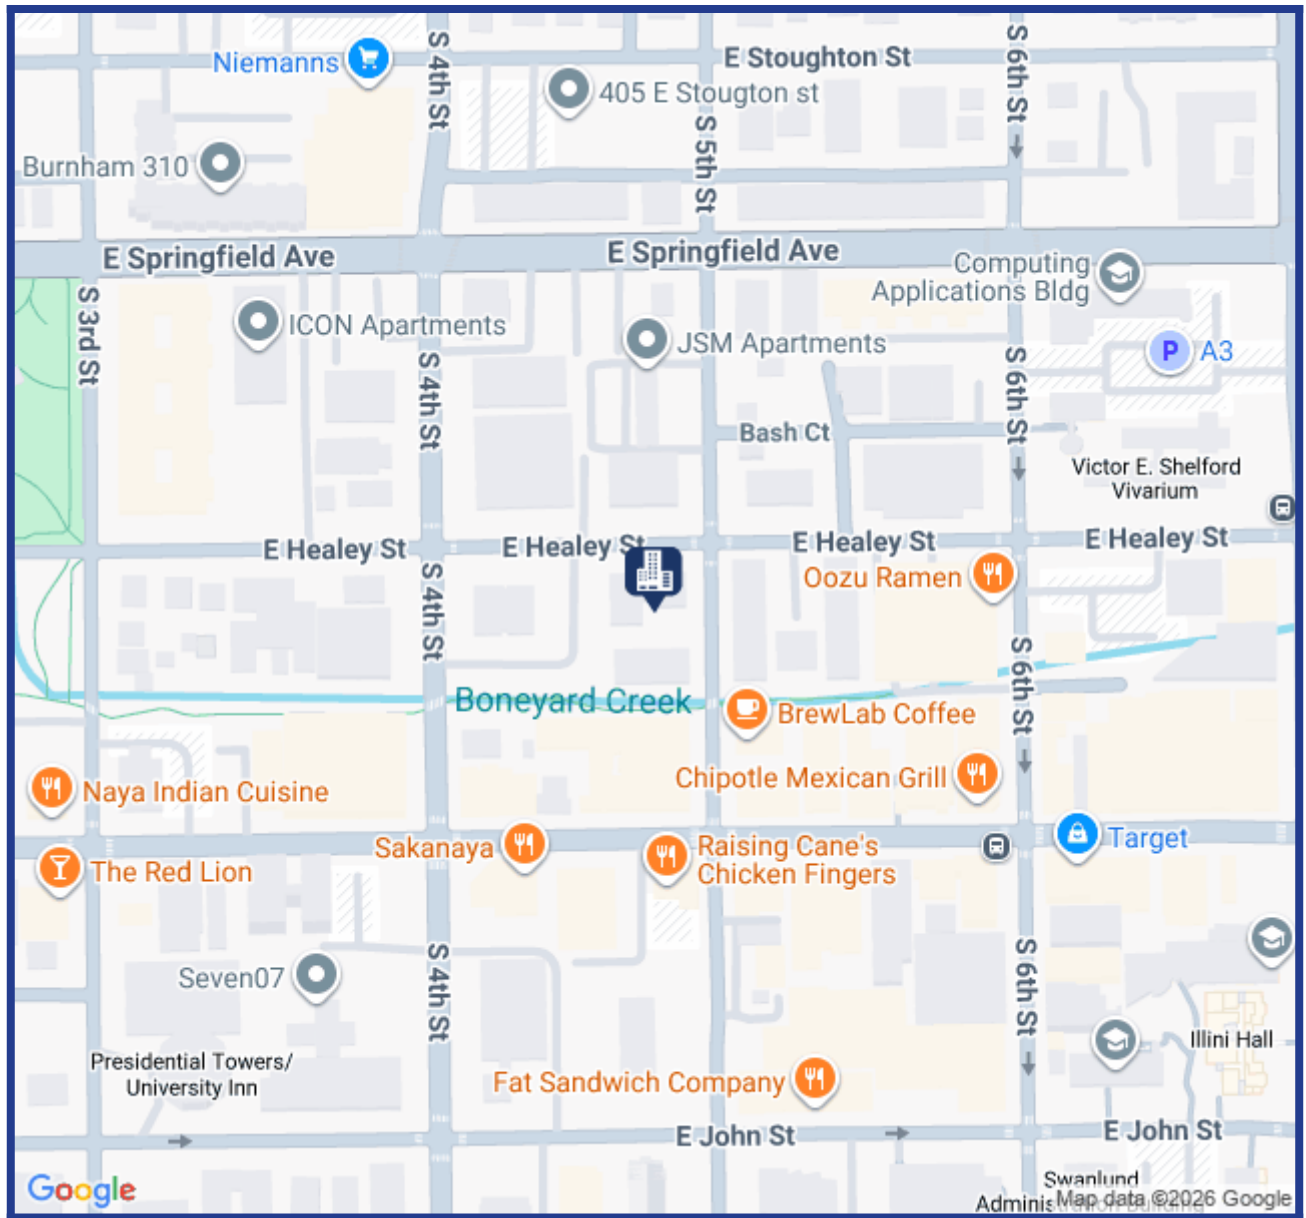 E Stoughton St
Niemanns
S 4th St
S 6th St
405 E Stougton st
S 5th St
Burnham 310
E Springfield Ave
E Springfield Ave
Computing
Applications Bldg
S 3rd St
ICON Apartments
JSM Apartments
P
A3
S 4th St
S 6th St
Bash Ct
Victor E. Shelford
Vivarium
E Healey St
E Healey St
E Healey St
E Healey St
Oozu Ramen
S 4th St
S 6th St
Boneyard Creek
BrewLab Coffee
Chipotle Mexican Grill
Naya Indian Cuisine
Sakanaya
Raising Cane's
Chicken Fingers
Target
The Red Lion
S 4th St
S 6th St
Seven07
Illini Hall
Presidential Towers/
University Inn
Fat Sandwich Company
E John St
E John St
Swanlund
Google
Map data ©2026 Google